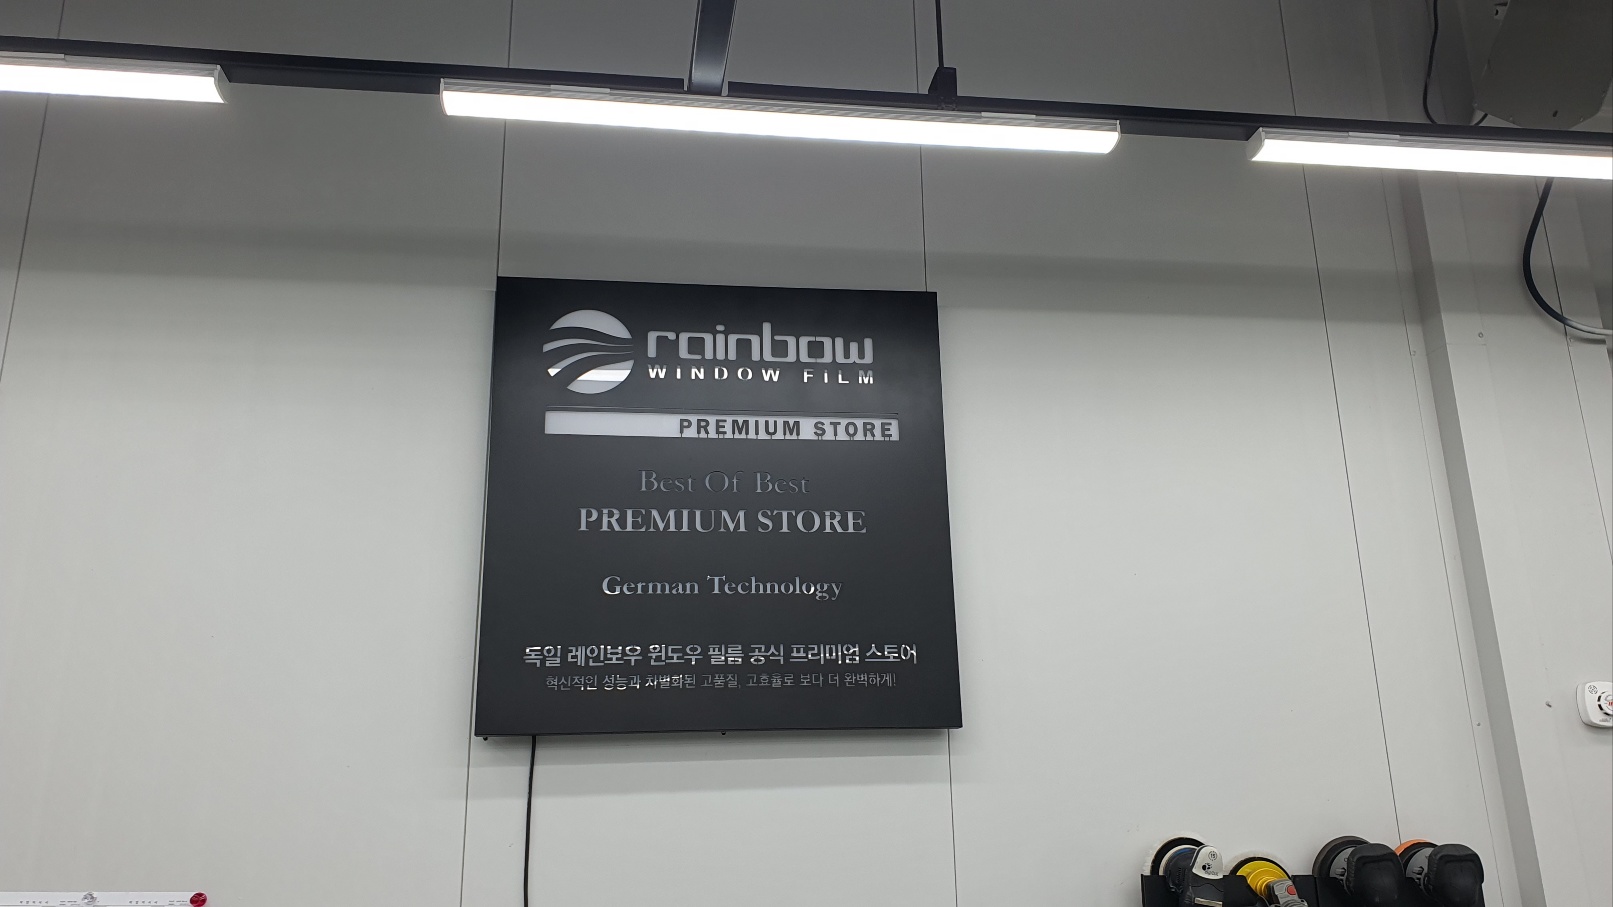 rainbow
WINDOW FILM
PREMIUM STORE
Best Of Best
PREMIUM STORE
German Technology
독일 레인보우 윈도우 필름 공식 프리미엄 스토어
혁신적인 성능과 차별화된 고품질, 고효율로 보다 더 완벽하게!